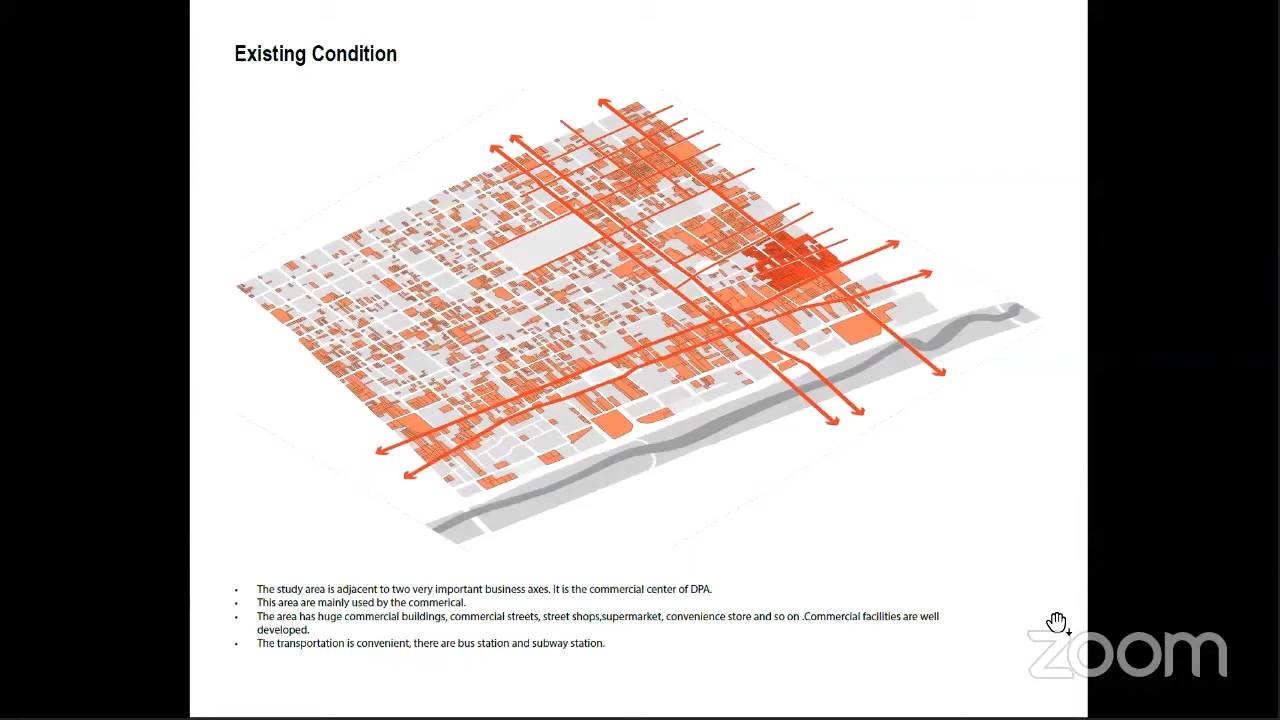 Existing Condition
• The study area is adjacent to two very important business axes. It is the commercial center of DPA.
• This area are mainly used by the commerical.
• The area has huge commercial buildings, commercial streets, street shops,supermarket, convenience store and so on .Commercial facilities are well
developed.
• The transportation is convenient, there are bus station and subway station.
zoom